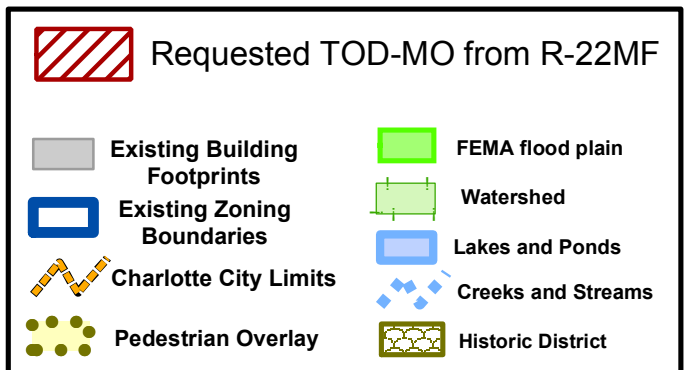 Requested TOD-MO from R-22MF
Existing Building
Footprints
Existing Zoning
Boundaries
Charlotte City Limits
Pedestrian Overlay
FEMA flood plain
Watershed
Lakes and Ponds
Creeks and Streams
Historic District